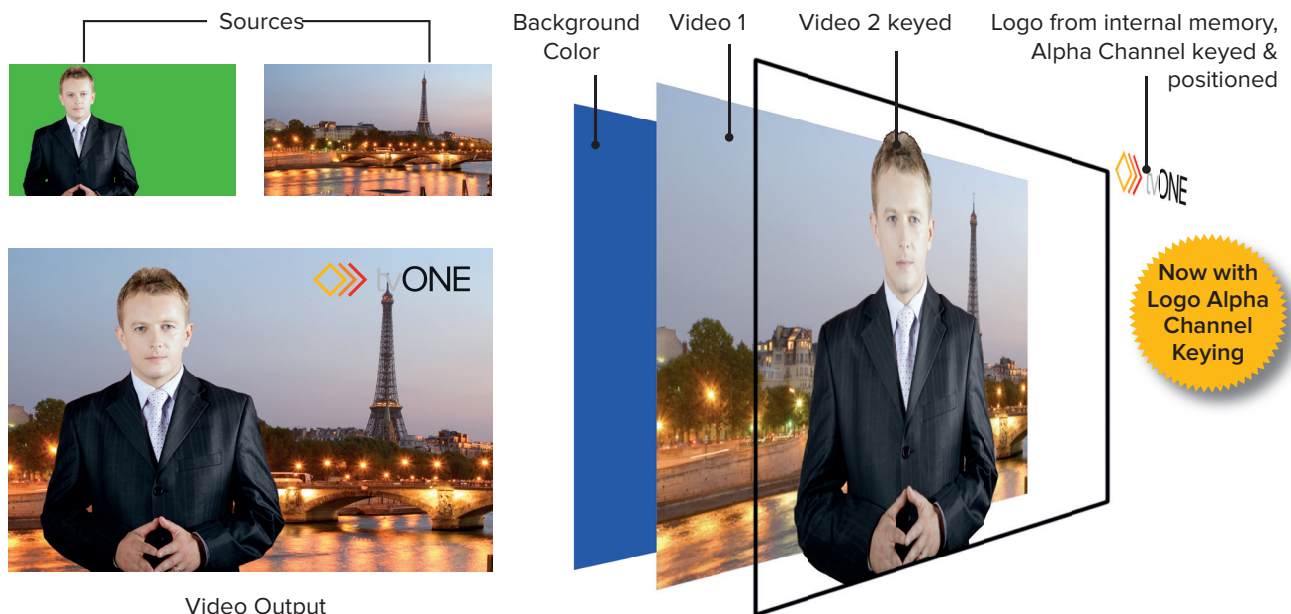 Sources
Background
Color
Video 1
Video 2 keyed
Logo from internal memory,
Alpha Channel keyed &
positioned
tvONE
Now with
Logo Alpha
Channel
Keying
tvONE
Video Output